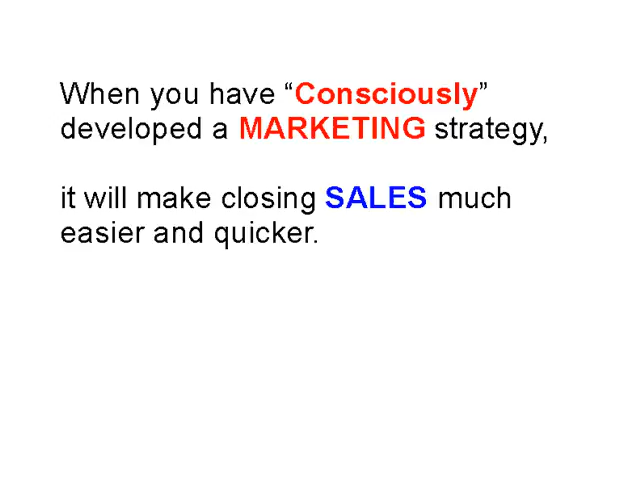 When you have “Consciously”
developed a MARKETING strategy,
it will make closing SALES much
easier and quicker.